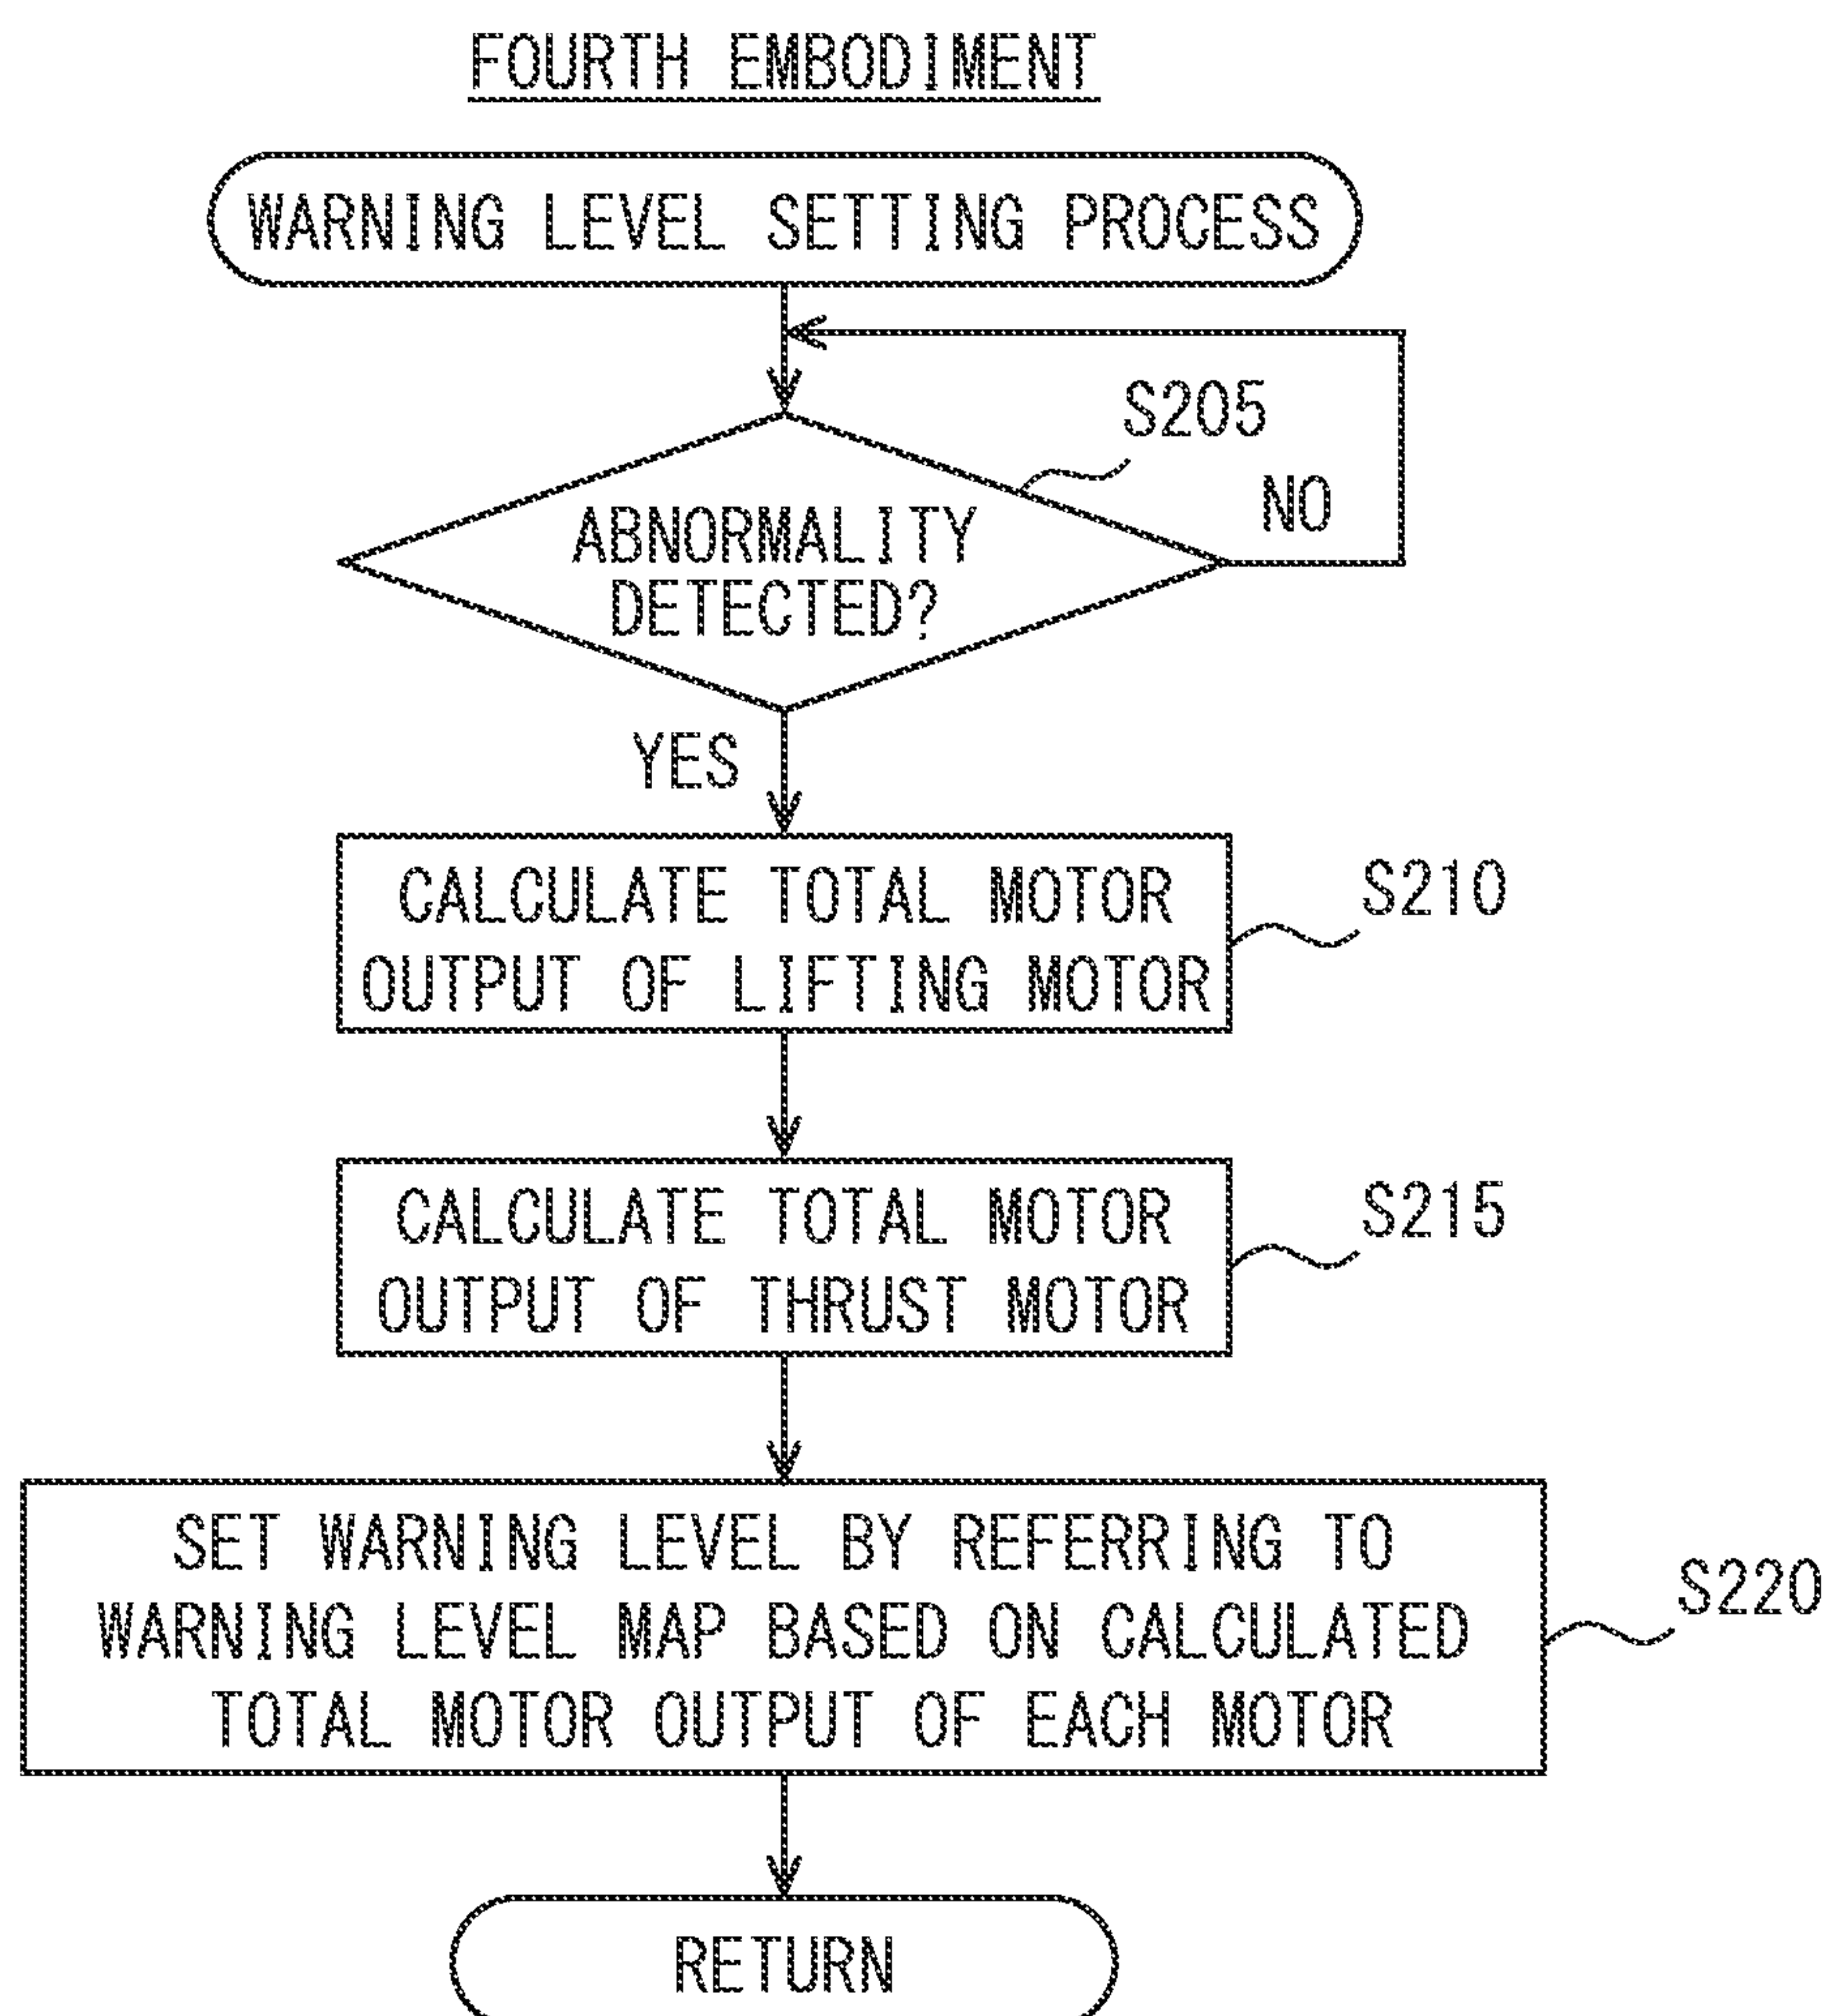 FOURTH EMBODIMENT
WARNING LEVEL SETTING PROCESS
S205
NO
ABNORMALITY
DETECTED?
YES
CALCULATE TOTAL MOTOR
OUTPUT OF LIFTING MOTOR
S210
CALCULATE TOTAL MOTOR
OUTPUT OF THRUST MOTOR
S215
SET WARNING LEVEL BY REFERRING TO
WARNING LEVEL MAP BASED ON CALCULATED
TOTAL MOTOR OUTPUT OF EACH MOTOR
S220
RETURN